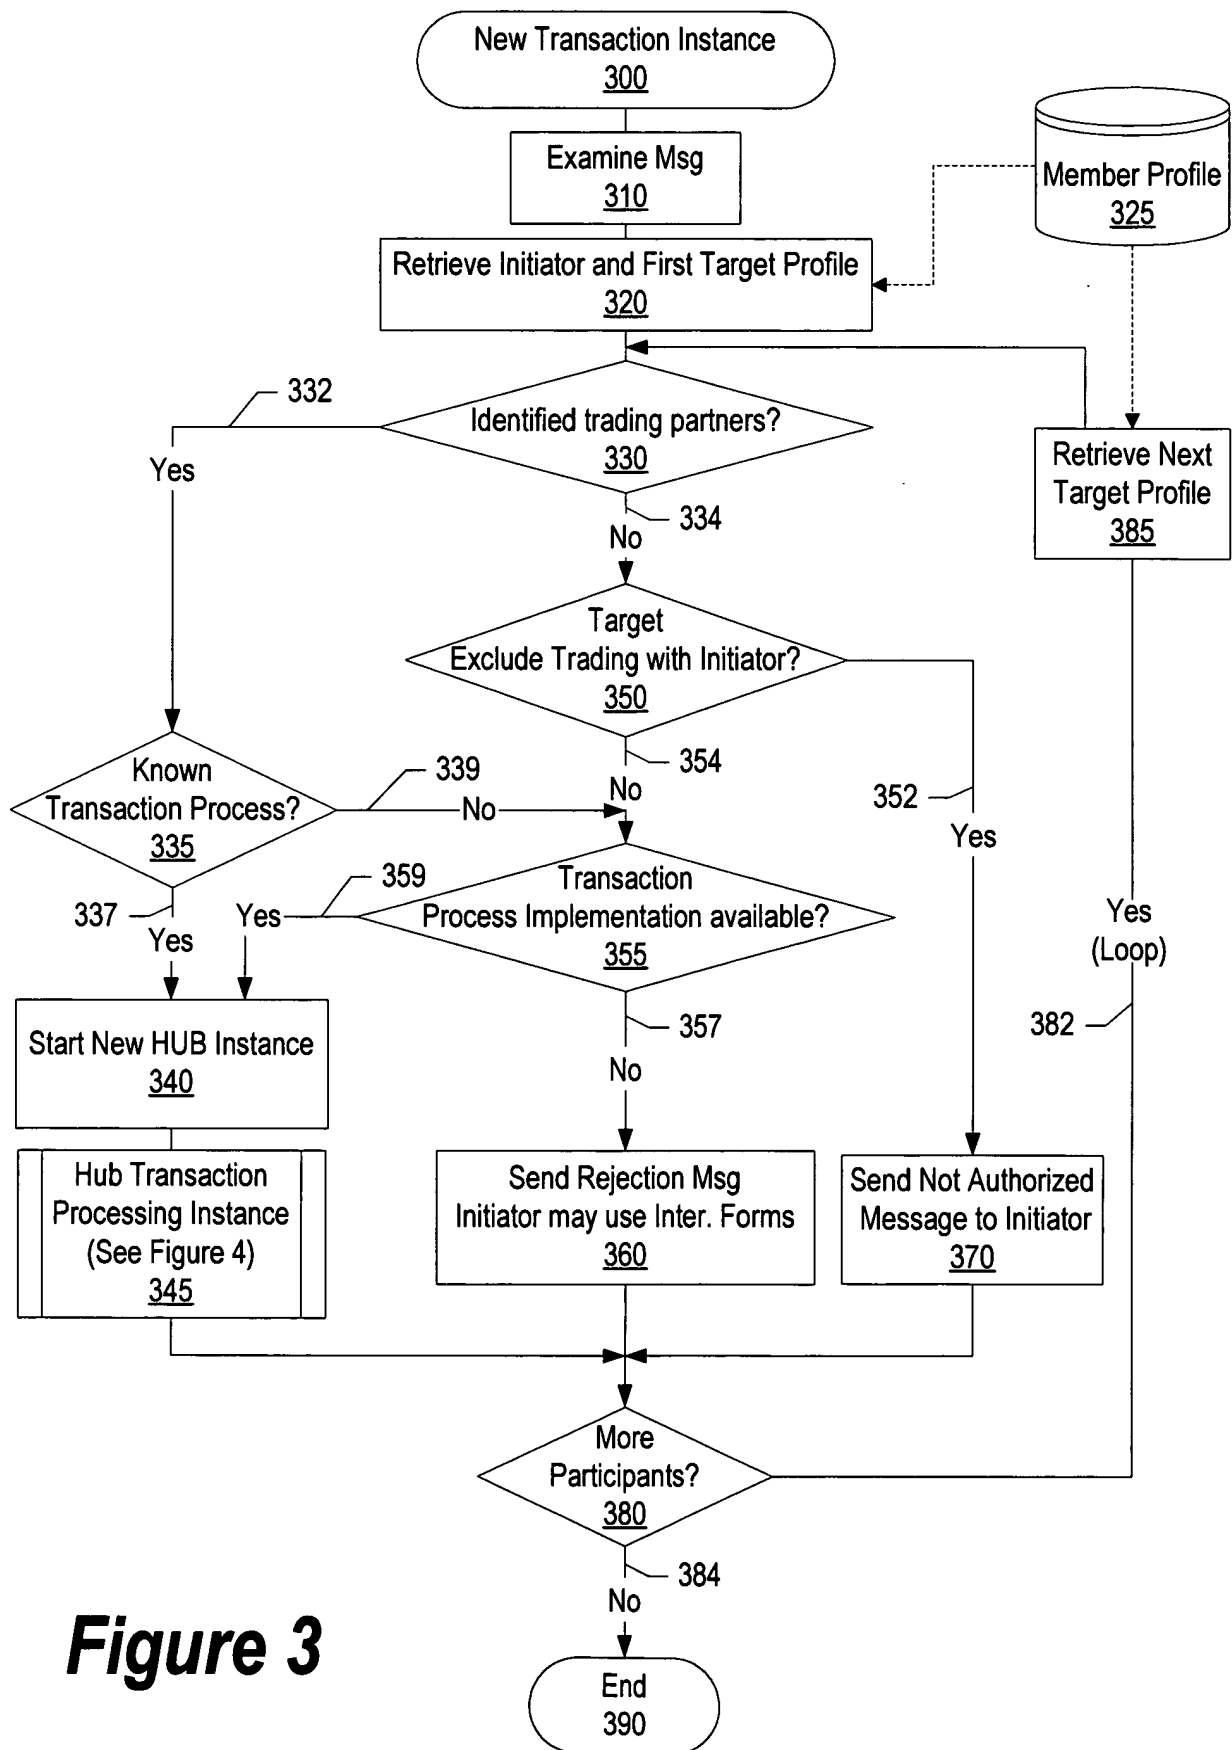 New Transaction Instance
300
Examine Msg
310
Member Profile
325
Retrieve Initiator and First Target Profile
320
332
Identified trading partners?
330
Yes
Retrieve Next
Target Profile
385
334
No
Target
Exclude Trading with Initiator?
350
354
No
Known
Transaction Process?
335
339
No
352
Yes
359
Transaction
Process Implementation available?
355
337
Yes
Yes
Yes
(Loop)
357
382
No
Start New HUB Instance
340
Hub Transaction
Processing Instance
(See Figure 4)
345
Send Rejection Msg
Initiator may use Inter. Forms
360
Send Not Authorized
Message to Initiator
370
More
Participants?
380
384
No
Figure 3
End
390